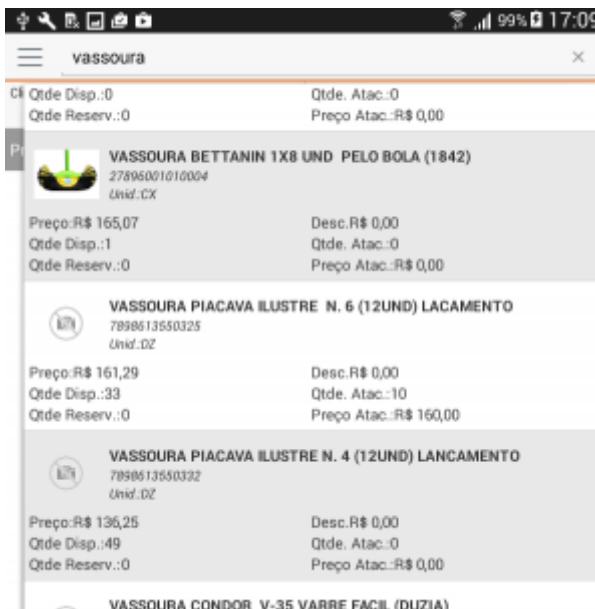 99% 17:09
vassoura
Cli
Qtde Disp.:0 Qtde. Atac.:0
Qtde Reserv.:0 Preço Atac.:R$ 0,00
VASSOURA BETTANIN 1X8 UND PELO BOLA (1842)
27896001010004
Unid.:CX
Preço:R$ 165,07 Desc.R$ 0,00
Qtde Disp.:1 Qtde. Atac.:0
Qtde Reserv.:0 Preço Atac.:R$ 0,00
VASSOURA PIACAVA ILUSTRE N. 6 (12UND) LACAMENTO
7898613550325
Unid.:DZ
Preço:R$ 161,29 Desc.R$ 0,00
Qtde Disp.:33 Qtde. Atac.:10
Qtde Reserv.:0 Preço Atac.:R$ 160,00
VASSOURA PIACAVA ILUSTRE N. 4 (12UND) LANCAMENTO
7898613550332
Unid.:DZ
Preço:R$ 136,25 Desc.R$ 0,00
Qtde Disp.:49 Qtde. Atac.:0
Qtde Reserv.:0 Preço Atac.:R$ 0,00
VASSOURA CONDOR V-35 VARRE FACIL (DUZIA)